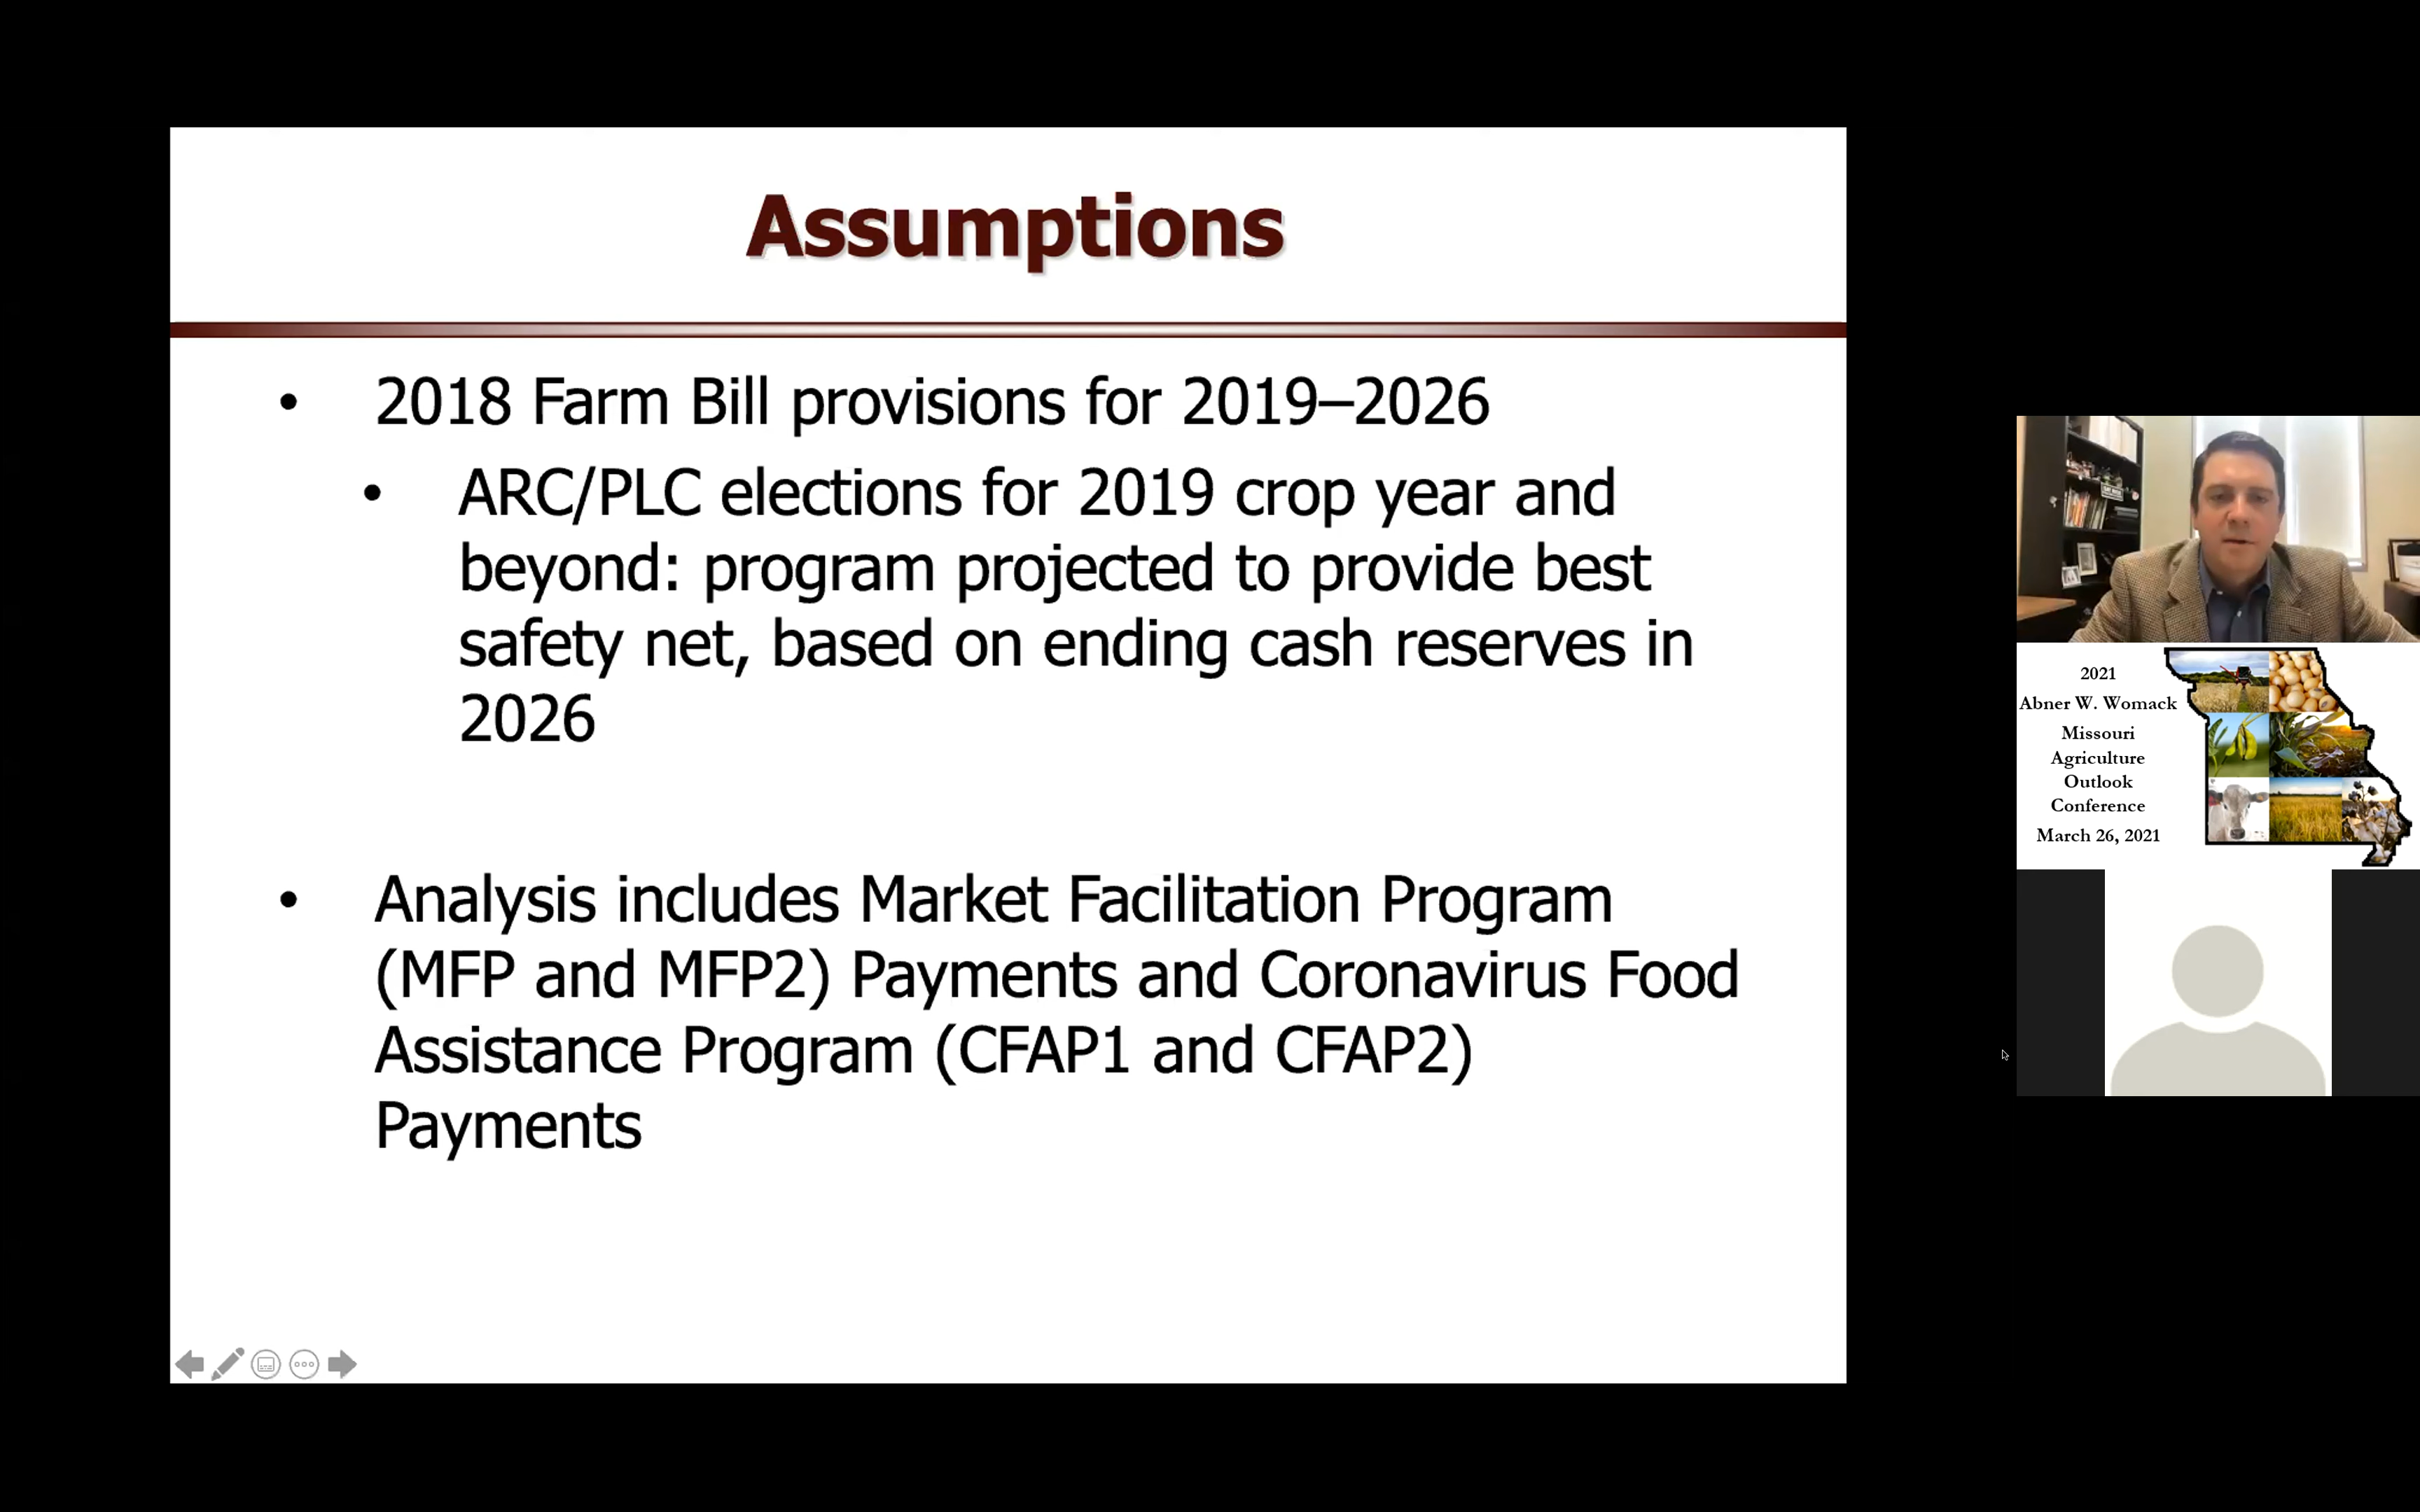 Assumptions
• 2018 Farm Bill provisions for 2019–2026
• ARC/PLC elections for 2019 crop year and
beyond: program projected to provide best
safety net, based on ending cash reserves in
2026
• Analysis includes Market Facilitation Program
(MFP and MFP2) Payments and Coronavirus Food
Assistance Program (CFAP1 and CFAP2)
Payments
2021
Abner W. Womack
Missouri
Agriculture
Outlook
Conference
March 26, 2021